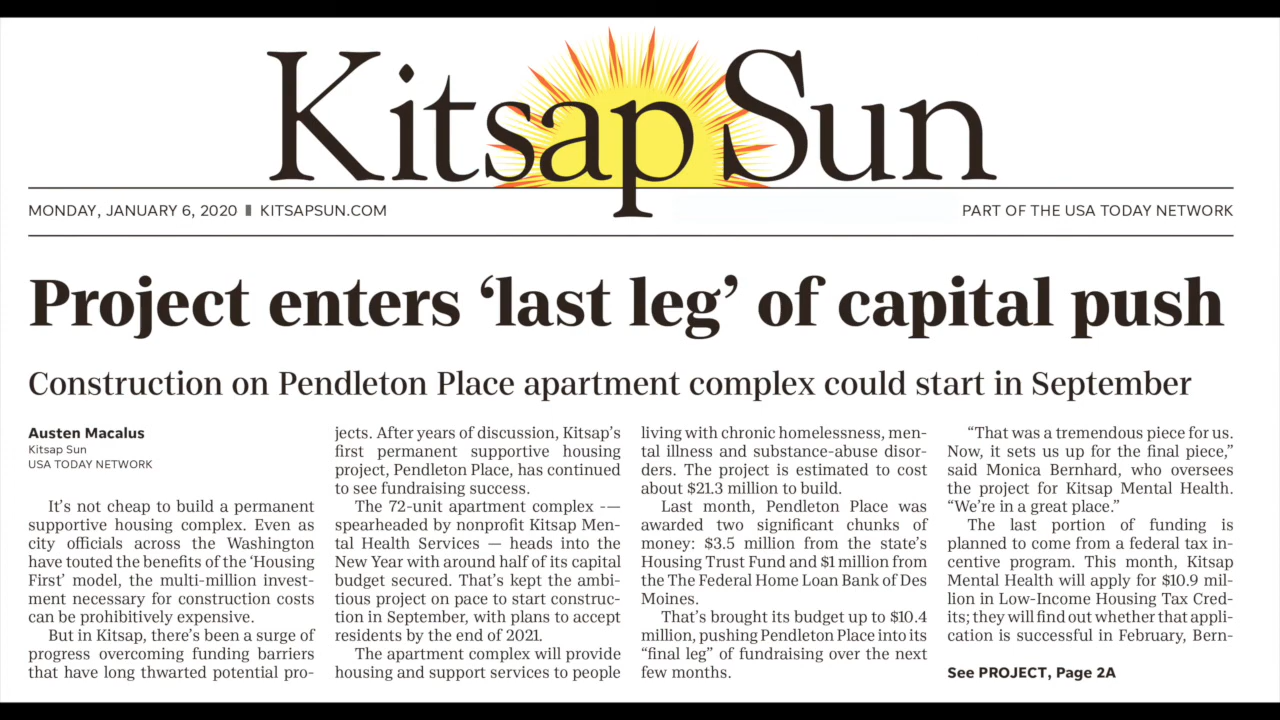 Kitsap Sun
MONDAY, JANUARY 6, 2020 ▮ KITSAPSUN.COM
PART OF THE USA TODAY NETWORK
Project enters ‘last leg’ of capital push
Construction on Pendleton Place apartment complex could start in September
Austen Macalus
Kitsap Sun
USA TODAY NETWORK
It’s not cheap to build a permanent
supportive housing complex. Even as
city officials across the Washington
have touted the benefits of the ‘Housing
First’ model, the multi-million invest-
ment necessary for construction costs
can be prohibitively expensive.
But in Kitsap, there’s been a surge of
progress overcoming funding barriers
that have long thwarted potential pro-
jects. After years of discussion, Kitsap’s
first permanent supportive housing
project, Pendleton Place, has continued
to see fundraising success.
The 72-unit apartment complex -—
spearheaded by nonprofit Kitsap Men-
tal Health Services — heads into the
New Year with around half of its capital
budget secured. That’s kept the ambi-
tious project on pace to start construc-
tion in September, with plans to accept
residents by the end of 2021.
The apartment complex will provide
housing and support services to people
living with chronic homelessness, men-
tal illness and substance-abuse disor-
ders. The project is estimated to cost
about $21.3 million to build.
Last month, Pendleton Place was
awarded two significant chunks of
money: $3.5 million from the state’s
Housing Trust Fund and $1 million from
the The Federal Home Loan Bank of Des
Moines.
That’s brought its budget up to $10.4
million, pushing Pendleton Place into its
“final leg” of fundraising over the next
few months.
“That was a tremendous piece for us.
Now, it sets us up for the final piece,”
said Monica Bernhard, who oversees
the project for Kitsap Mental Health.
“We’re in a great place.”
The last portion of funding is
planned to come from a federal tax in-
centive program. This month, Kitsap
Mental Health will apply for $10.9 mil-
lion in Low-Income Housing Tax Cred-
its; they will find out whether that appli-
cation is successful in February, Bern-
See PROJECT, Page 2A